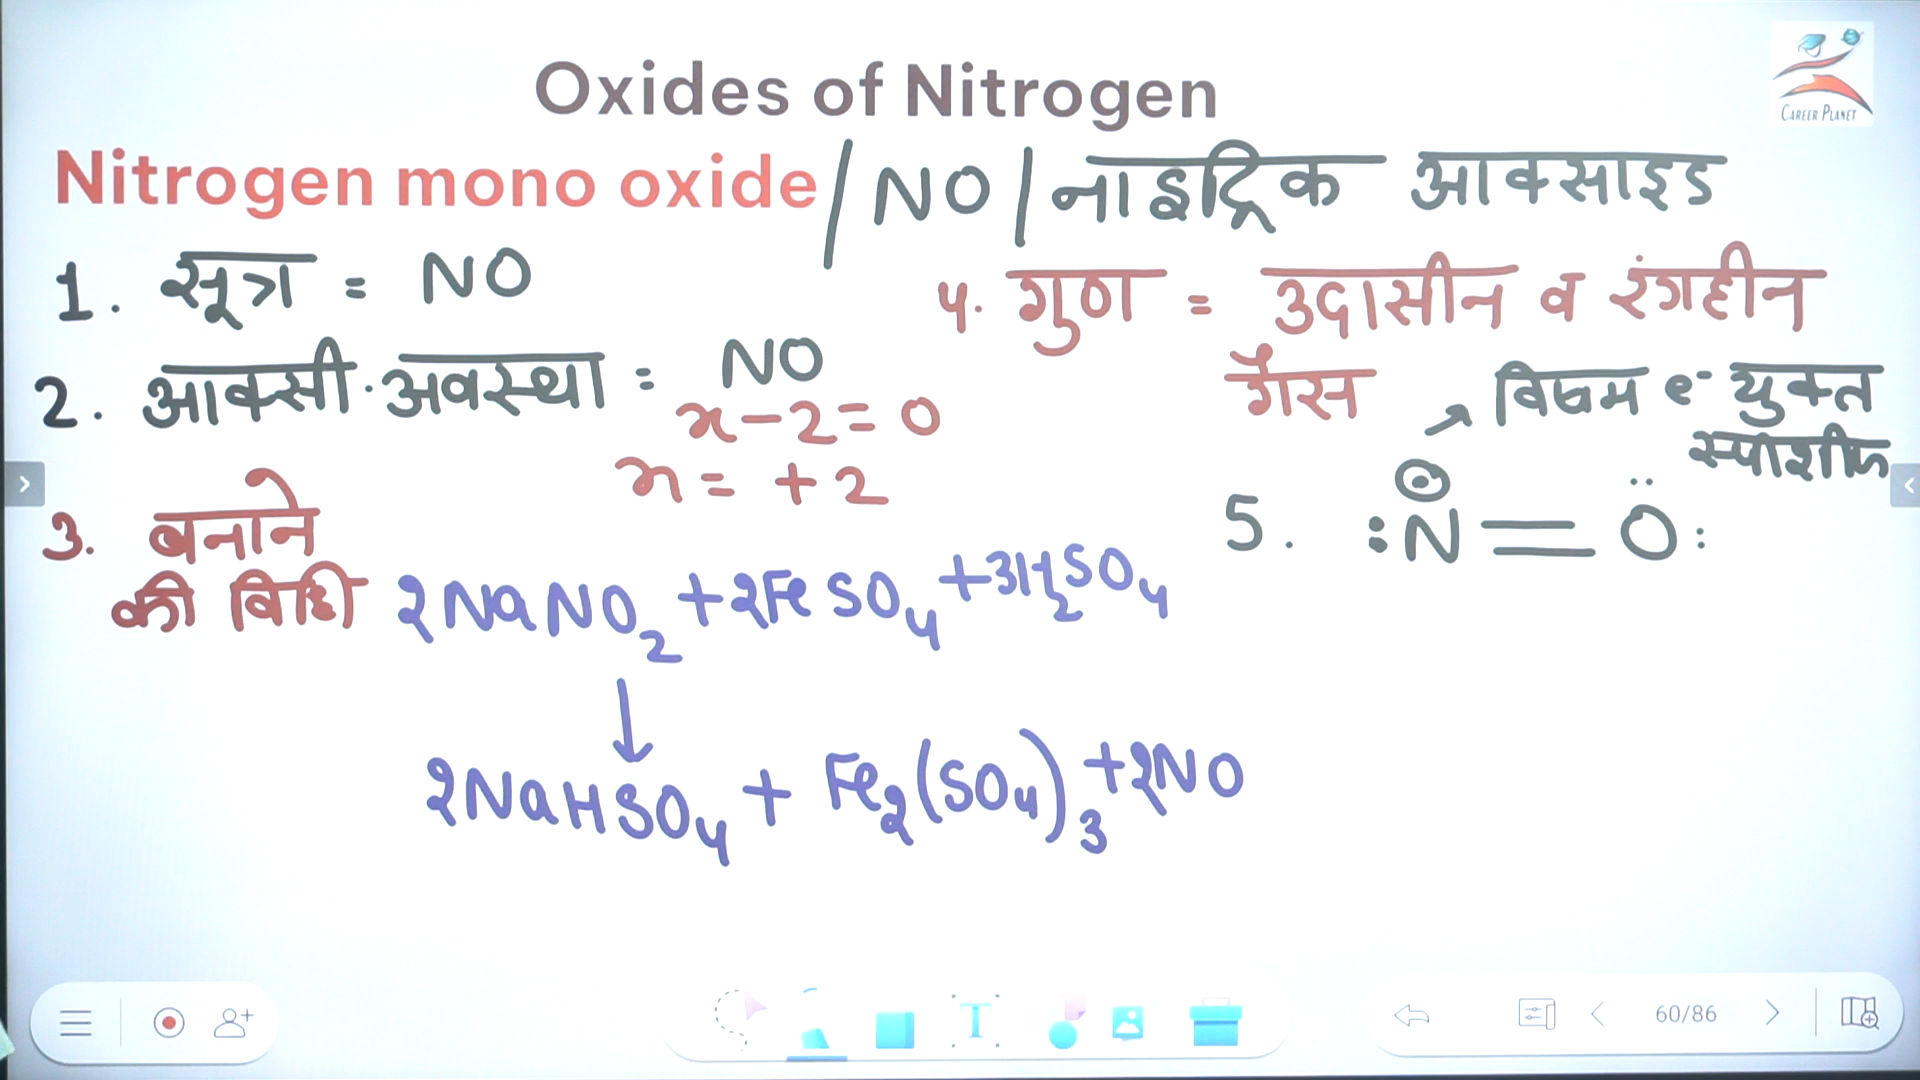 Oxides of Nitrogen
CAREER PLANET
Nitrogen mono oxide / NO / नाइट्रिक आक्साइड
1. सूत्र = NO
2. आक्सी. अवस्था = NO
x - 2 = 0
x = +2
3. बनाने
की विधि
2NaNO2 + 2FeSO4 + 3H2SO4
↓
2NaHSO4 + Fe2(SO4)3 + 2NO
4. गुण = उदासीन व रंगहीन
गैस
→ विषम e- युक्त
5. :N = O:
60/86